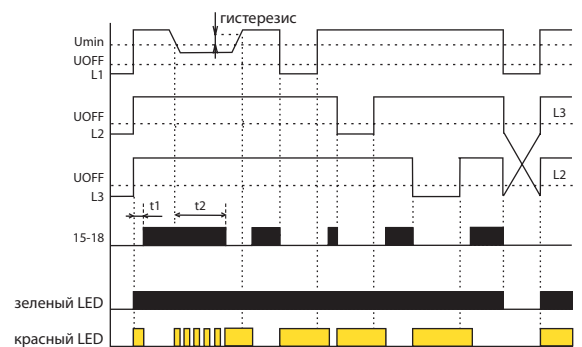 гистерезис
Umin
UOFF
L1
UOFF
L3
L2
UOFF
L2
L3
t1
t2
15-18
зеленый LED
красный LED